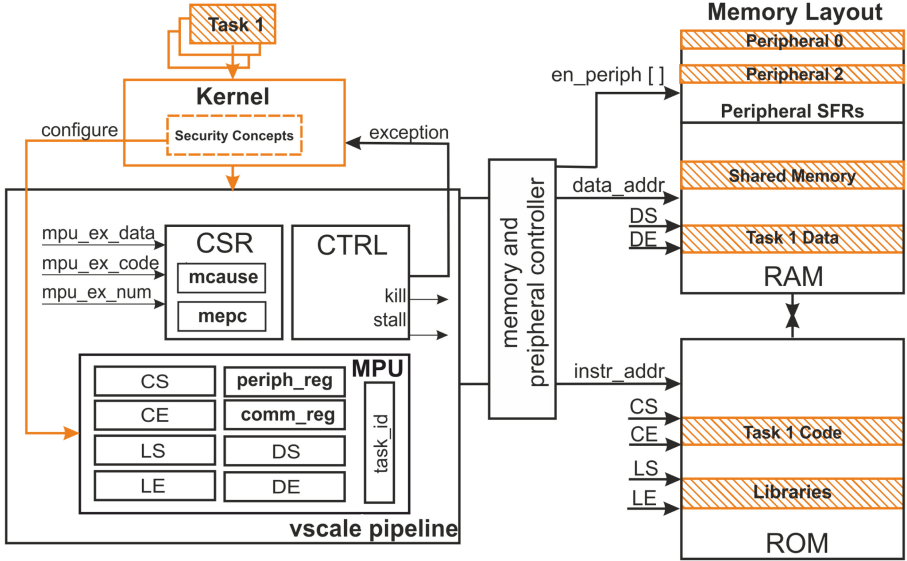 Memory Layout
Task 1
Peripheral 0
Peripheral 2
en_periph [ ]
Kernel
Peripheral SFRs
configure
Security Concepts
exception
Shared Memory
data_addr
DS
DE
Task 1 Data
RAM
mpu_ex_data
mpu_ex_code
mpu_ex_num
CSR
mcause
mepc
CTRL
kill
stall
memory and
preipheral controller
MPU
CS
periph_reg
CE
comm_reg
LS
DS
LE
DE
task_id
vscale pipeline
instr_addr
CS
CE
Task 1 Code
LS
LE
Libraries
ROM